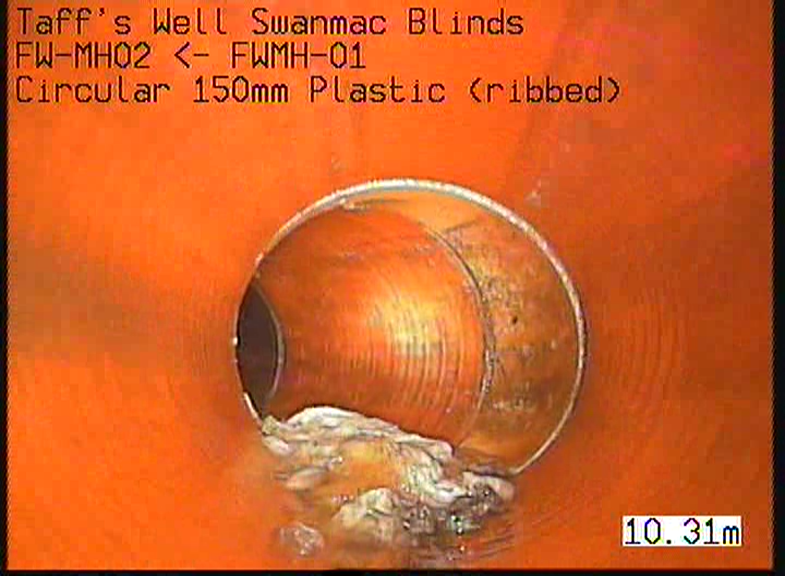 Taff's Well Swanmac Blinds
FW-MH02 <- FWMH-01
Circular 150mm Plastic (ribbed)
10.31m